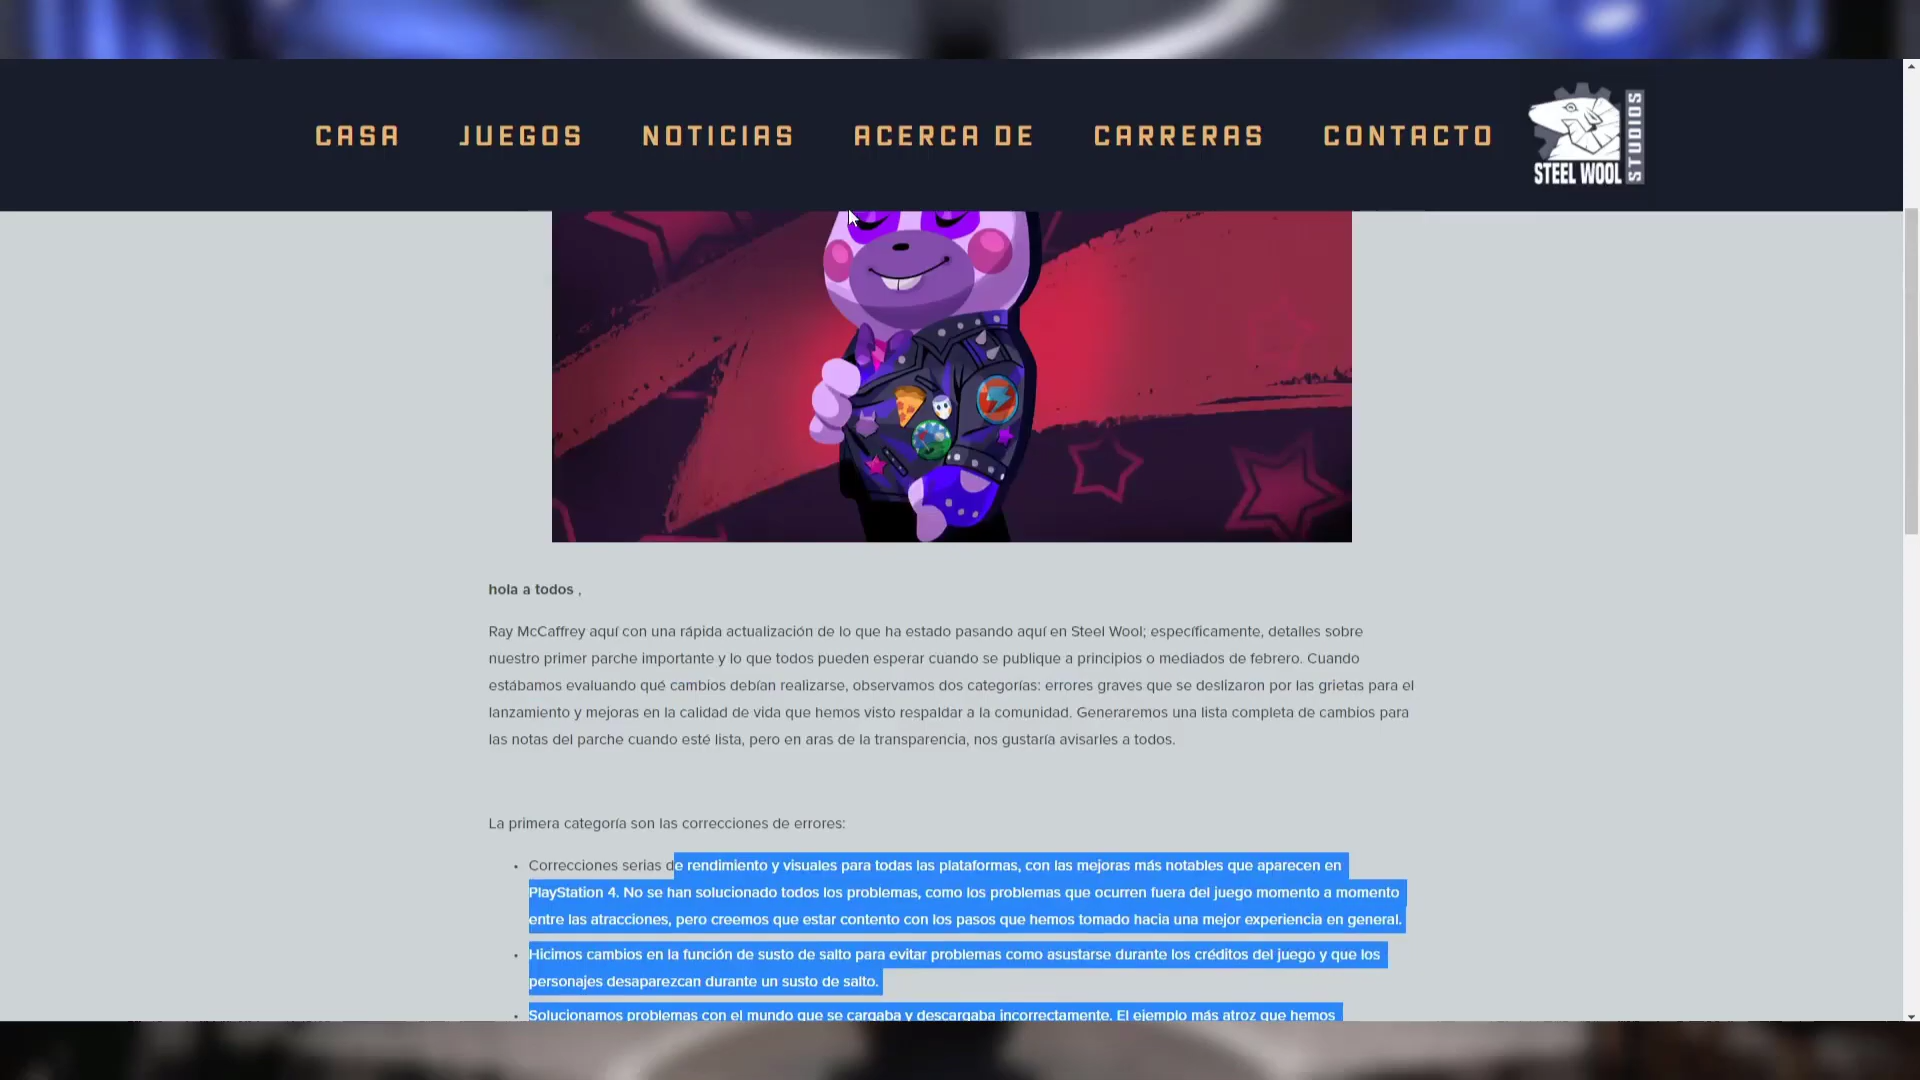 CASA JUEGOS NOTICIAS ACERCA DE CARRERAS CONTACTO
STEEL WOOL STUDIOS
hola a todos ,
Ray McCaffrey aquí con una rápida actualización de lo que ha estado pasando aquí en Steel Wool; específicamente, detalles sobre
nuestro primer parche importante y lo que todos pueden esperar cuando se publique a principios o mediados de febrero. Cuando
estábamos evaluando qué cambios debían realizarse, observamos dos categorías: errores graves que se deslizaron por las grietas para el
lanzamiento y mejoras en la calidad de vida que hemos visto respaldar a la comunidad. Generaremos una lista completa de cambios para
las notas del parche cuando esté lista, pero en aras de la transparencia, nos gustaría avisarles a todos.
La primera categoría son las correcciones de errores:
• Correcciones serias de rendimiento y visuales para todas las plataformas, con las mejoras más notables que aparecen en
PlayStation 4. No se han solucionado todos los problemas, como los problemas que ocurren fuera del juego momento a momento
entre las atracciones, pero creemos que estar contento con los pasos que hemos tomado hacia una mejor experiencia en general.
• Hicimos cambios en la función de susto de salto para evitar problemas como asustarse durante los créditos del juego y que los
personajes desaparezcan durante un susto de salto.
• Solucionamos problemas con el mundo que se cargaba y descargaba incorrectamente. El ejemplo más atroz que hemos